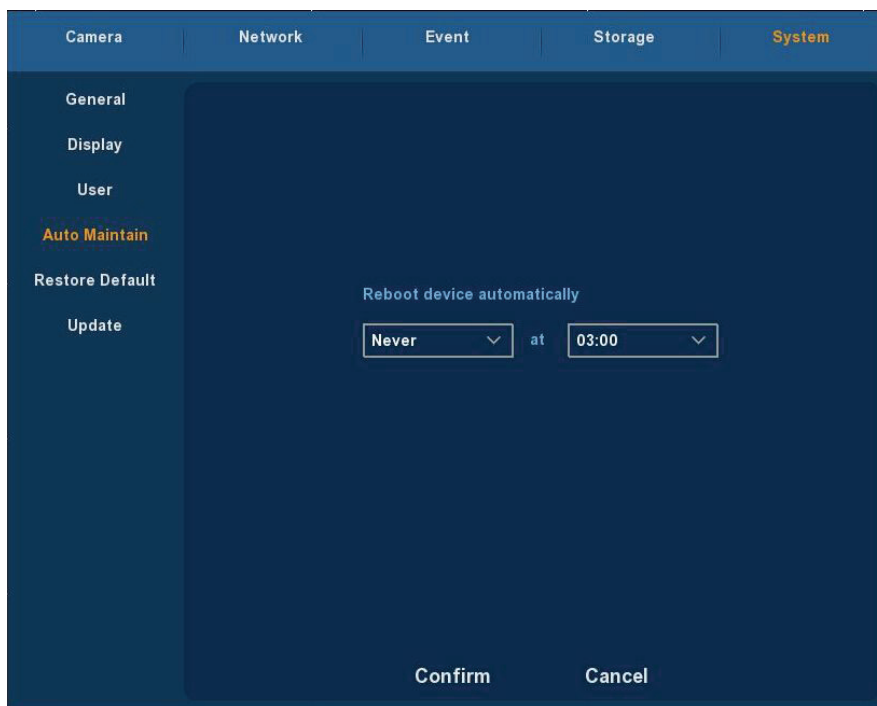 Camera Network Event Storage System
General
Display
User
Auto Maintain
Restore Default
Update
Reboot device automatically
Never at 03:00
Confirm Cancel